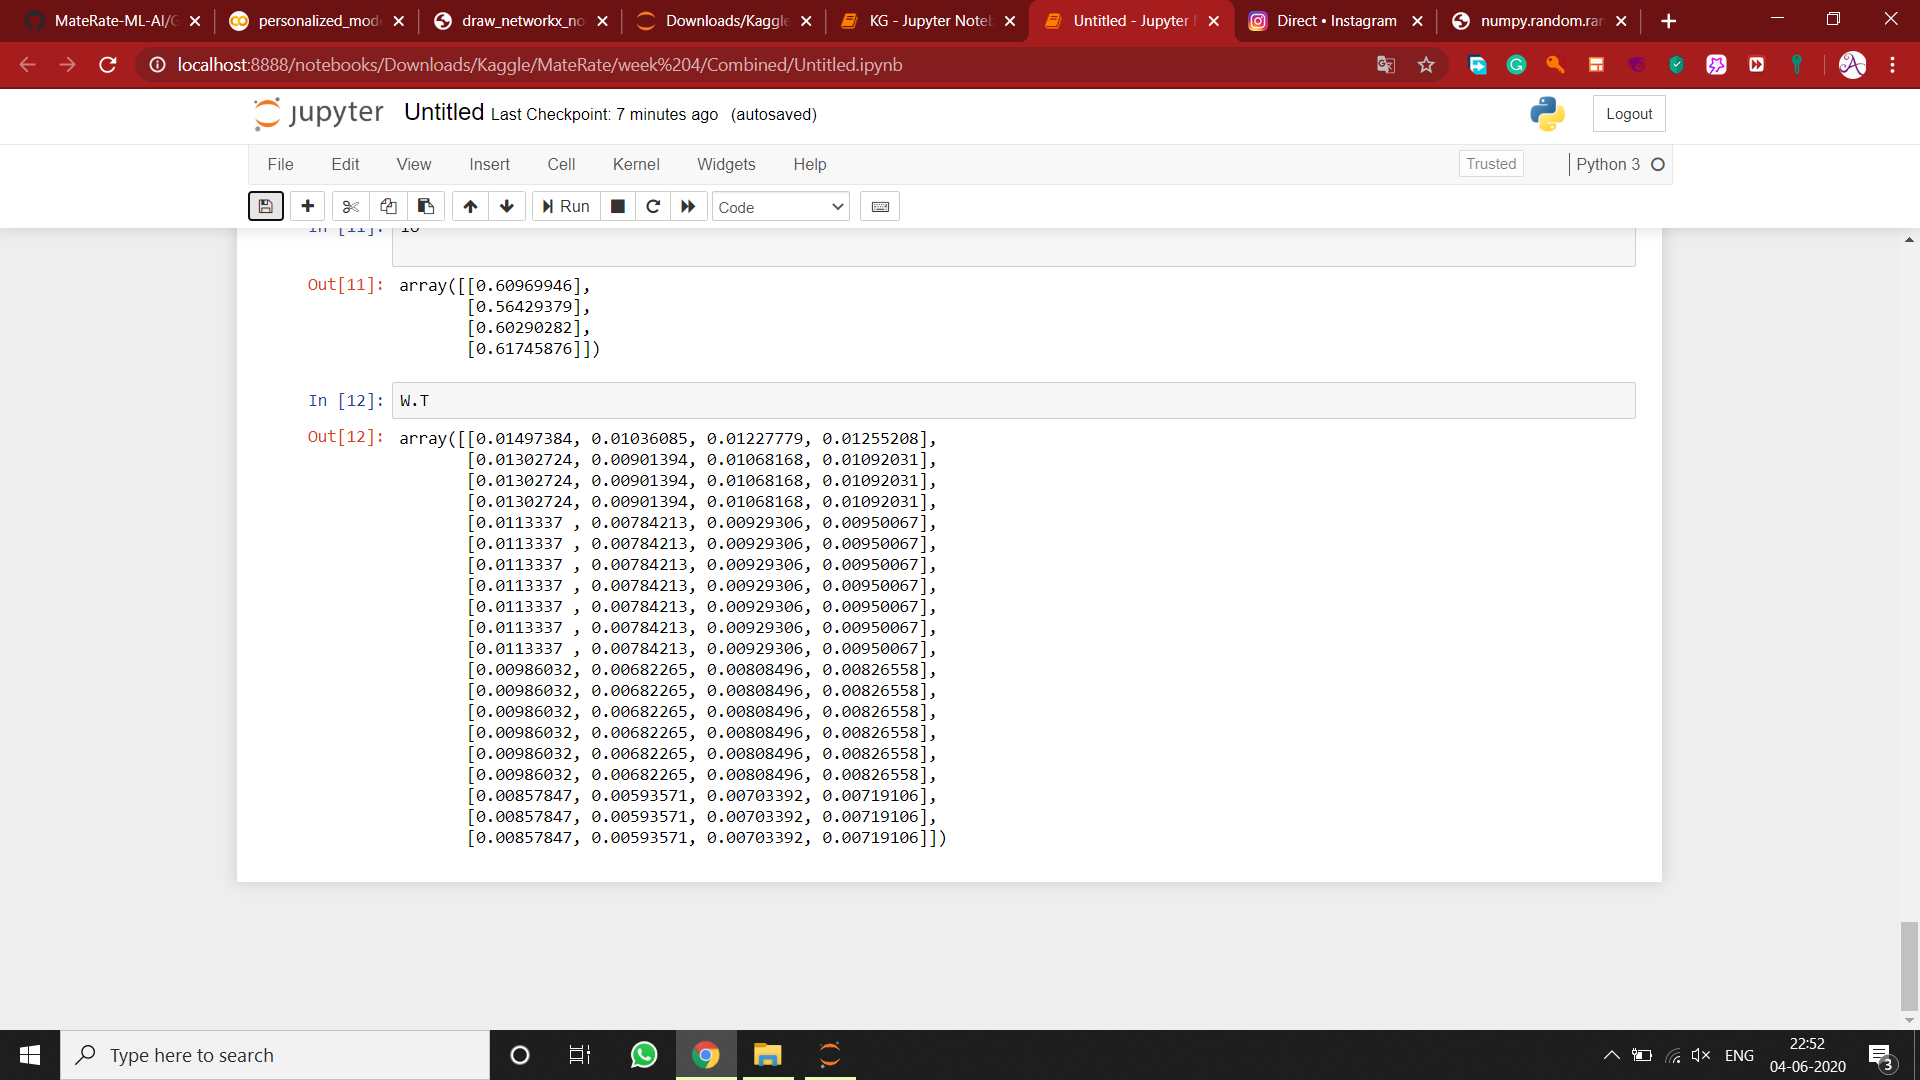 MateRate-ML-AI/G
personalized_mode
draw_networkx_no
Downloads/Kaggle
KG - Jupyter Noteb
Untitled - Jupyter N
Direct • Instagram
numpy.random.ran
localhost:8888/notebooks/Downloads/Kaggle/MateRate/week%204/Combined/Untitled.ipynb
jupyter Untitled Last Checkpoint: 7 minutes ago (autosaved)
Logout
File Edit View Insert Cell Kernel Widgets Help
Trusted
Python 3
Run
Code
In [11]: 10
Out[11]: array([[0.60969946],
[0.56429379],
[0.60290282],
[0.61745876]])
In [12]: W.T
Out[12]: array([[0.01497384, 0.01036085, 0.01227779, 0.01255208],
[0.01302724, 0.00901394, 0.01068168, 0.01092031],
[0.01302724, 0.00901394, 0.01068168, 0.01092031],
[0.01302724, 0.00901394, 0.01068168, 0.01092031],
[0.0113337 , 0.00784213, 0.00929306, 0.00950067],
[0.0113337 , 0.00784213, 0.00929306, 0.00950067],
[0.0113337 , 0.00784213, 0.00929306, 0.00950067],
[0.0113337 , 0.00784213, 0.00929306, 0.00950067],
[0.0113337 , 0.00784213, 0.00929306, 0.00950067],
[0.0113337 , 0.00784213, 0.00929306, 0.00950067],
[0.0113337 , 0.00784213, 0.00929306, 0.00950067],
[0.00986032, 0.00682265, 0.00808496, 0.00826558],
[0.00986032, 0.00682265, 0.00808496, 0.00826558],
[0.00986032, 0.00682265, 0.00808496, 0.00826558],
[0.00986032, 0.00682265, 0.00808496, 0.00826558],
[0.00986032, 0.00682265, 0.00808496, 0.00826558],
[0.00986032, 0.00682265, 0.00808496, 0.00826558],
[0.00857847, 0.00593571, 0.00703392, 0.00719106],
[0.00857847, 0.00593571, 0.00703392, 0.00719106],
[0.00857847, 0.00593571, 0.00703392, 0.00719106]])
Type here to search
ENG
22:52
04-06-2020
3